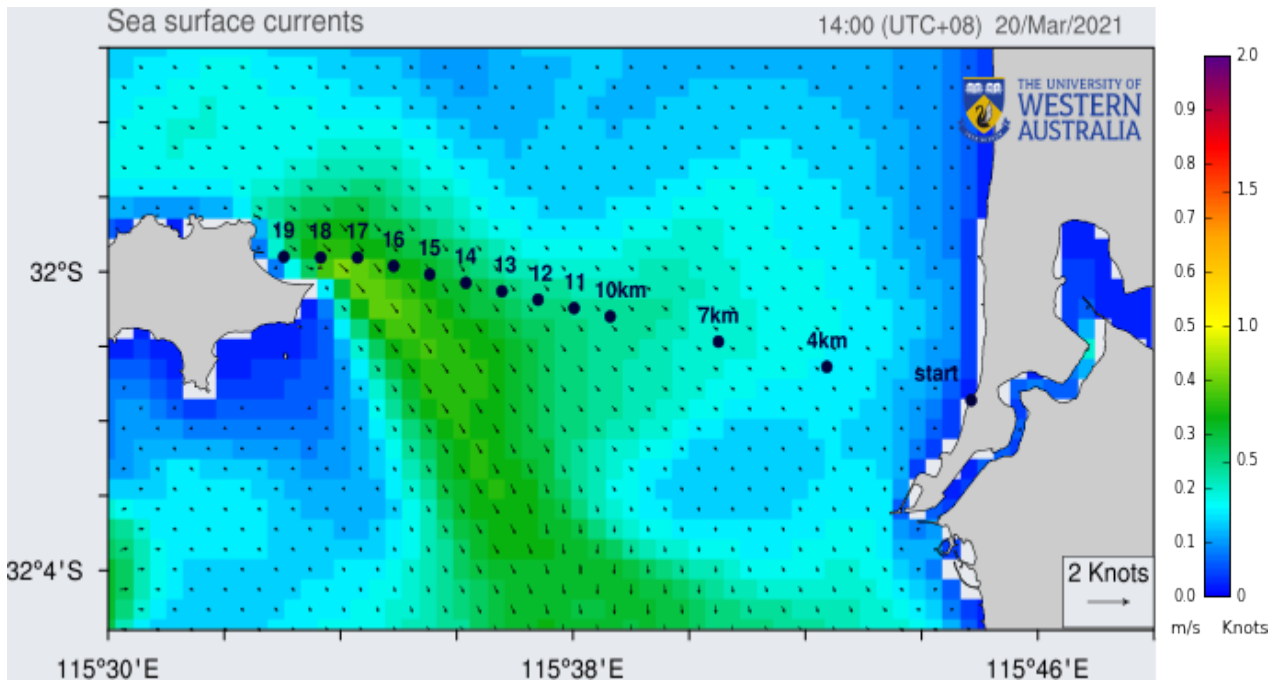 Sea surface currents
14:00 (UTC+08) 20/Mar/2021
THE UNIVERSITY OF
WESTERN
AUSTRALIA
19
18
17
16
15
14
13
12
11
10km
7km
4km
start
32°S
32°4'S
115°30'E
115°38'E
115°46'E
2 Knots
2.0
0.9
0.8
1.5
0.7
0.6
0.5
1.0
0.4
0.3
0.5
0.2
0.1
0.0
0
m/s Knots